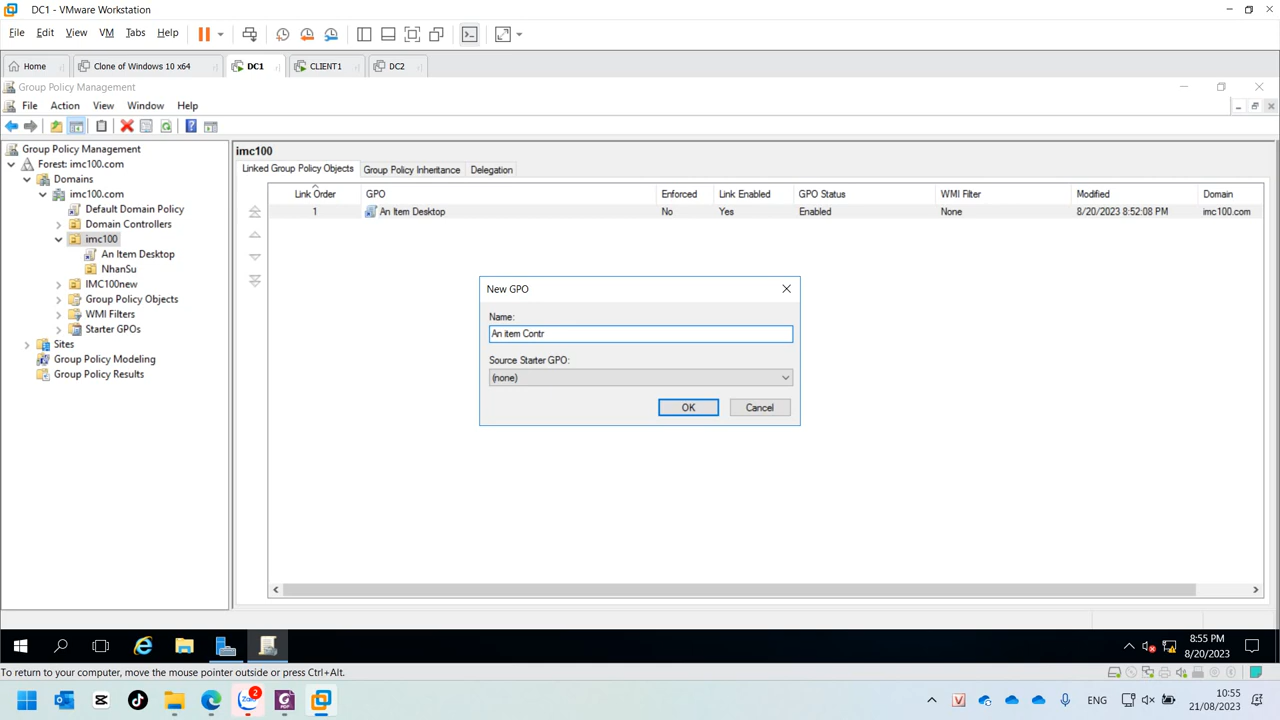 DC1 - VMware Workstation
File Edit View VM Tabs Help
Home Clone of Windows 10 x64 DC1 CLIENT1 DC2
Group Policy Management
File Action View Window Help
Group Policy Management
Forest: imc100.com
Domains
imc100.com
Default Domain Policy
Domain Controllers
imc100
An Item Desktop
NhanSu
IMC100new
Group Policy Objects
WMI Filters
Starter GPOs
Sites
Group Policy Modeling
Group Policy Results
imc100
Linked Group Policy Objects Group Policy Inheritance Delegation
Link Order GPO Enforced Link Enabled GPO Status WMI Filter Modified Domain
1 An Item Desktop No Yes Enabled None 8/20/2023 8:52:08 PM imc100.com
New GPO
Name:
An item Contr
Source Starter GPO:
(none)
OK Cancel
8:55 PM
8/20/2023
To return to your computer, move the mouse pointer outside or press Ctrl+Alt.
2
Zalo
PDF
V
ENG
10:55
21/08/2023